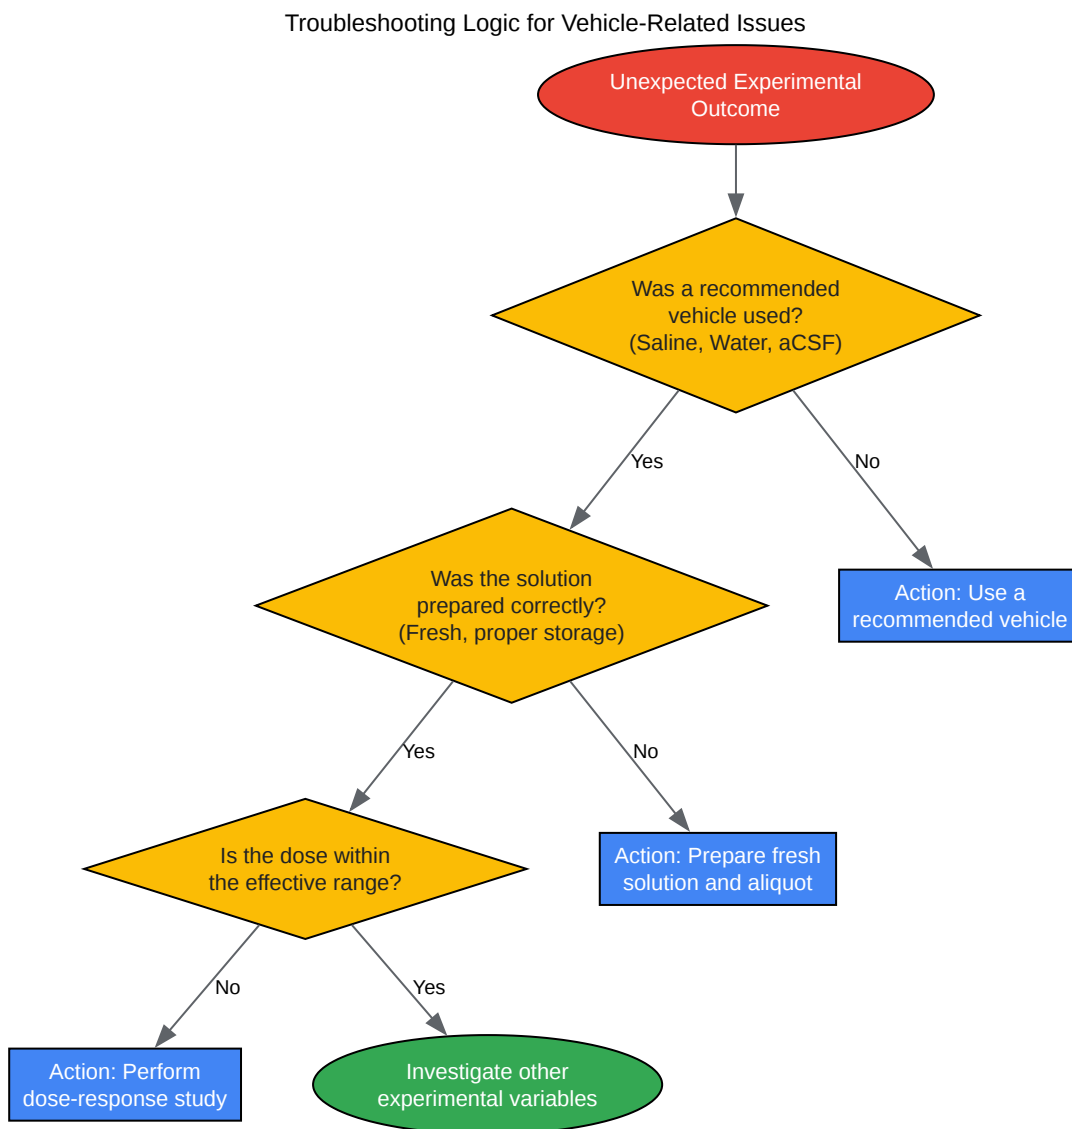 Troubleshooting Logic for Vehicle-Related Issues
Unexpected Experimental
Outcome
Was a recommended
vehicle used?
(Saline, Water, aCSF)
Yes
No
Was the solution
prepared correctly?
(Fresh, proper storage)
Action: Use a
recommended vehicle
Yes
No
Is the dose within
the effective range?
Action: Prepare fresh
solution and aliquot
No
Yes
Action: Perform
dose-response study
Investigate other
experimental variables